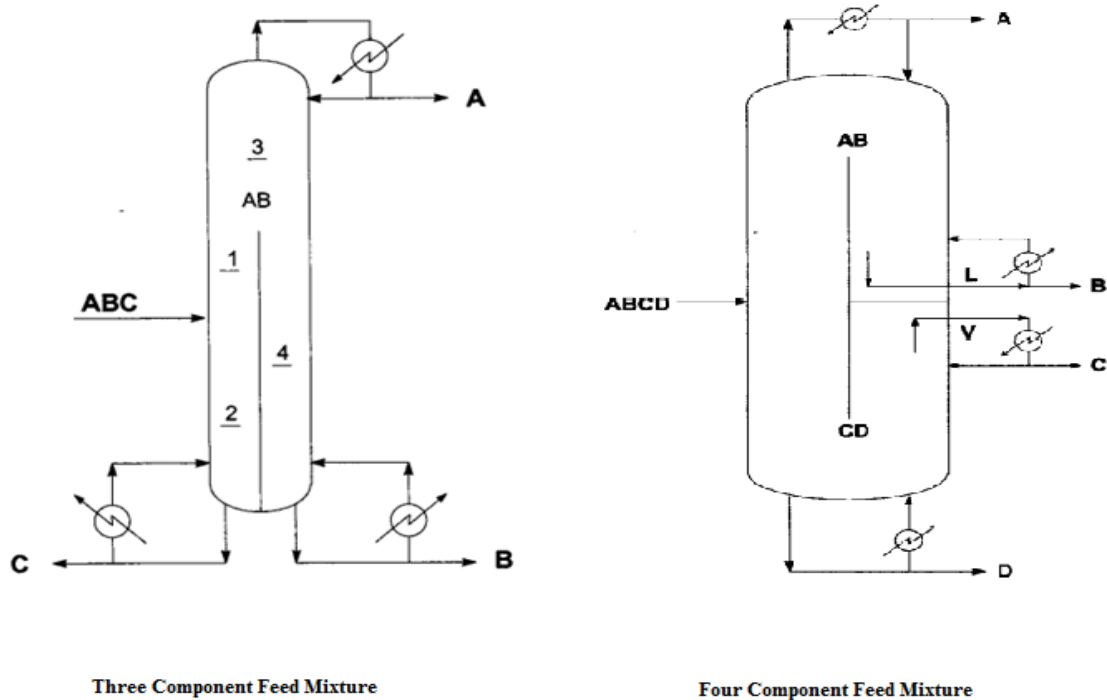 A
3
AB
1
ABC
4
2
C
B
Three Component Feed Mixture
A
AB
L
B
ABCD
V
C
CD
D
Four Component Feed Mixture